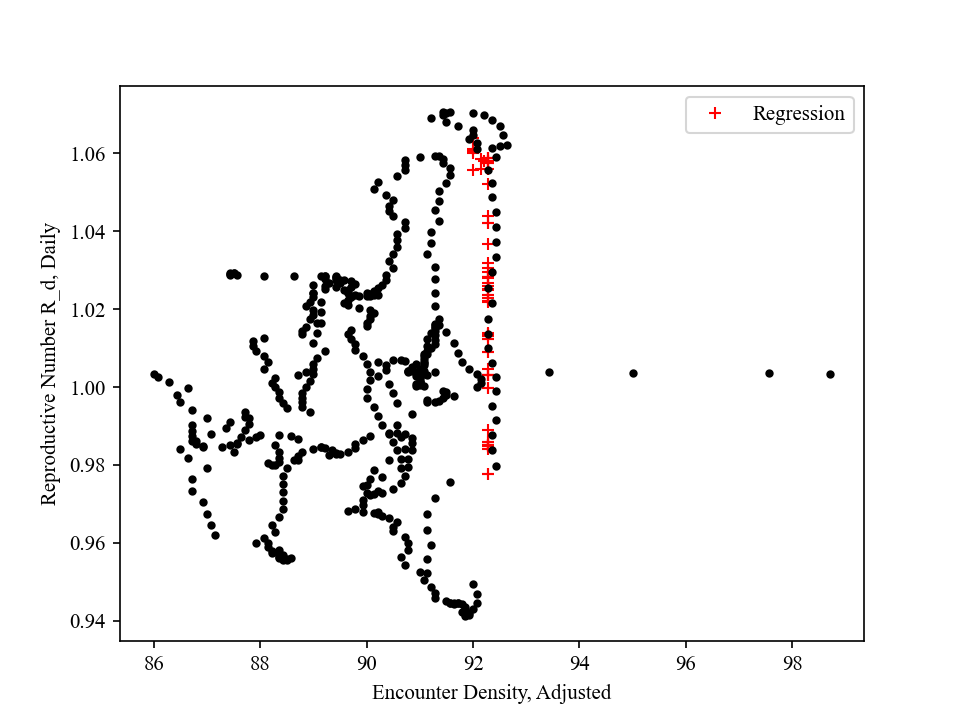 Regression
1.06
1.04
1.02
1.00
0.98
0.96
0.94
Reproductive Number R_d, Daily
86 88 90 92 94 96 98
Encounter Density, Adjusted